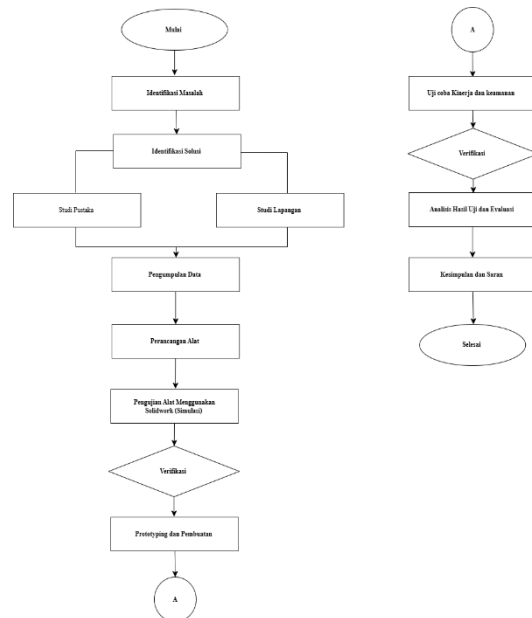 Mulai
Identifikasi Masalah
Identifikasi Solusi
Studi Pustaka
Studi Lapangan
Pengumpulan Data
Perancangan Alat
Pengujian Alat Menggunakan
Solidwork (Simulasi)
Verifikasi
Prototyping dan Pembuatan
A
A
Uji coba Kinerja dan keamanan
Verifikasi
Analisis Hasil Uji dan Evaluasi
Kesimpulan dan Saran
Selesai